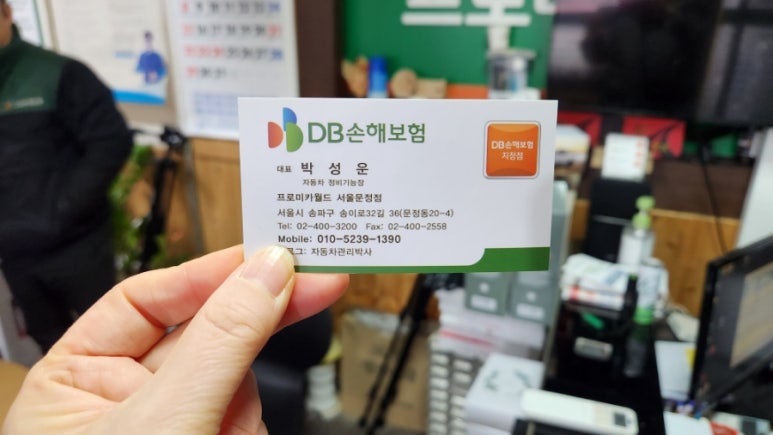 DB손해보험
DB손해보험
지정점
대표 박성운
자동차 정비기능장
프로미카월드 서울문정점
서울시 송파구 송이로32길 36(문정동20-4)
Tel: 02-400-3200 Fax: 02-400-2558
Mobile: 010-5239-1390
그: 자동차관리박사